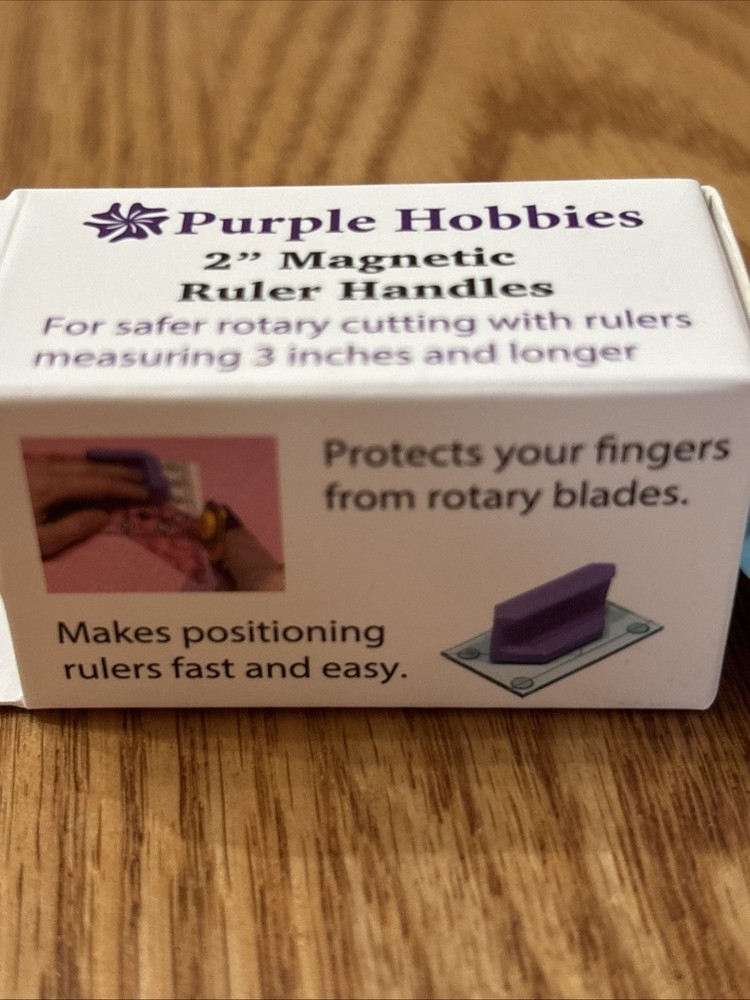 Purple Hobbies
2” Magnetic
Ruler Handles
For safer rotary cutting with rulers
measuring 3 inches and longer
Protects your fingers
from rotary blades.
Makes positioning
rulers fast and easy.